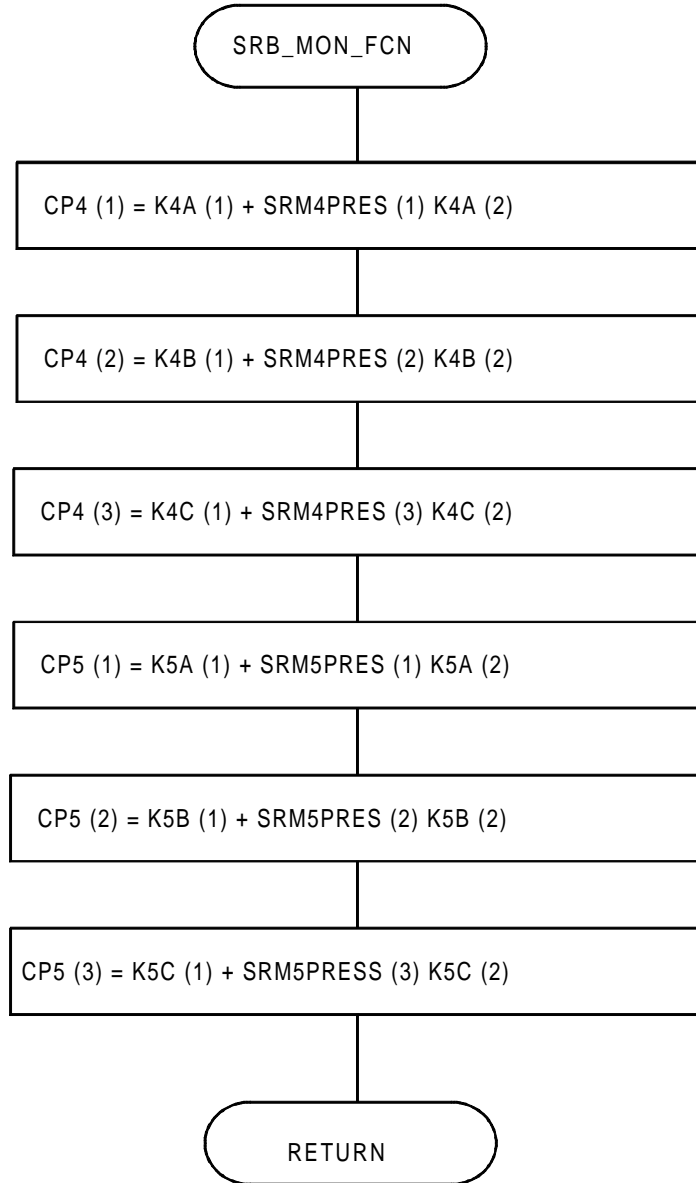 SRB_MON_FCN
CP4 (1) = K4A (1) + SRM4PRES (1) K4A (2)
CP4 (2) = K4B (1) + SRM4PRES (2) K4B (2)
CP4 (3) = K4C (1) + SRM4PRES (3) K4C (2)
CP5 (1) = K5A (1) + SRM5PRES (1) K5A (2)
CP5 (2) = K5B (1) + SRM5PRES (2) K5B (2)
CP5 (3) = K5C (1) + SRM5PRESS (3) K5C (2)
RETURN